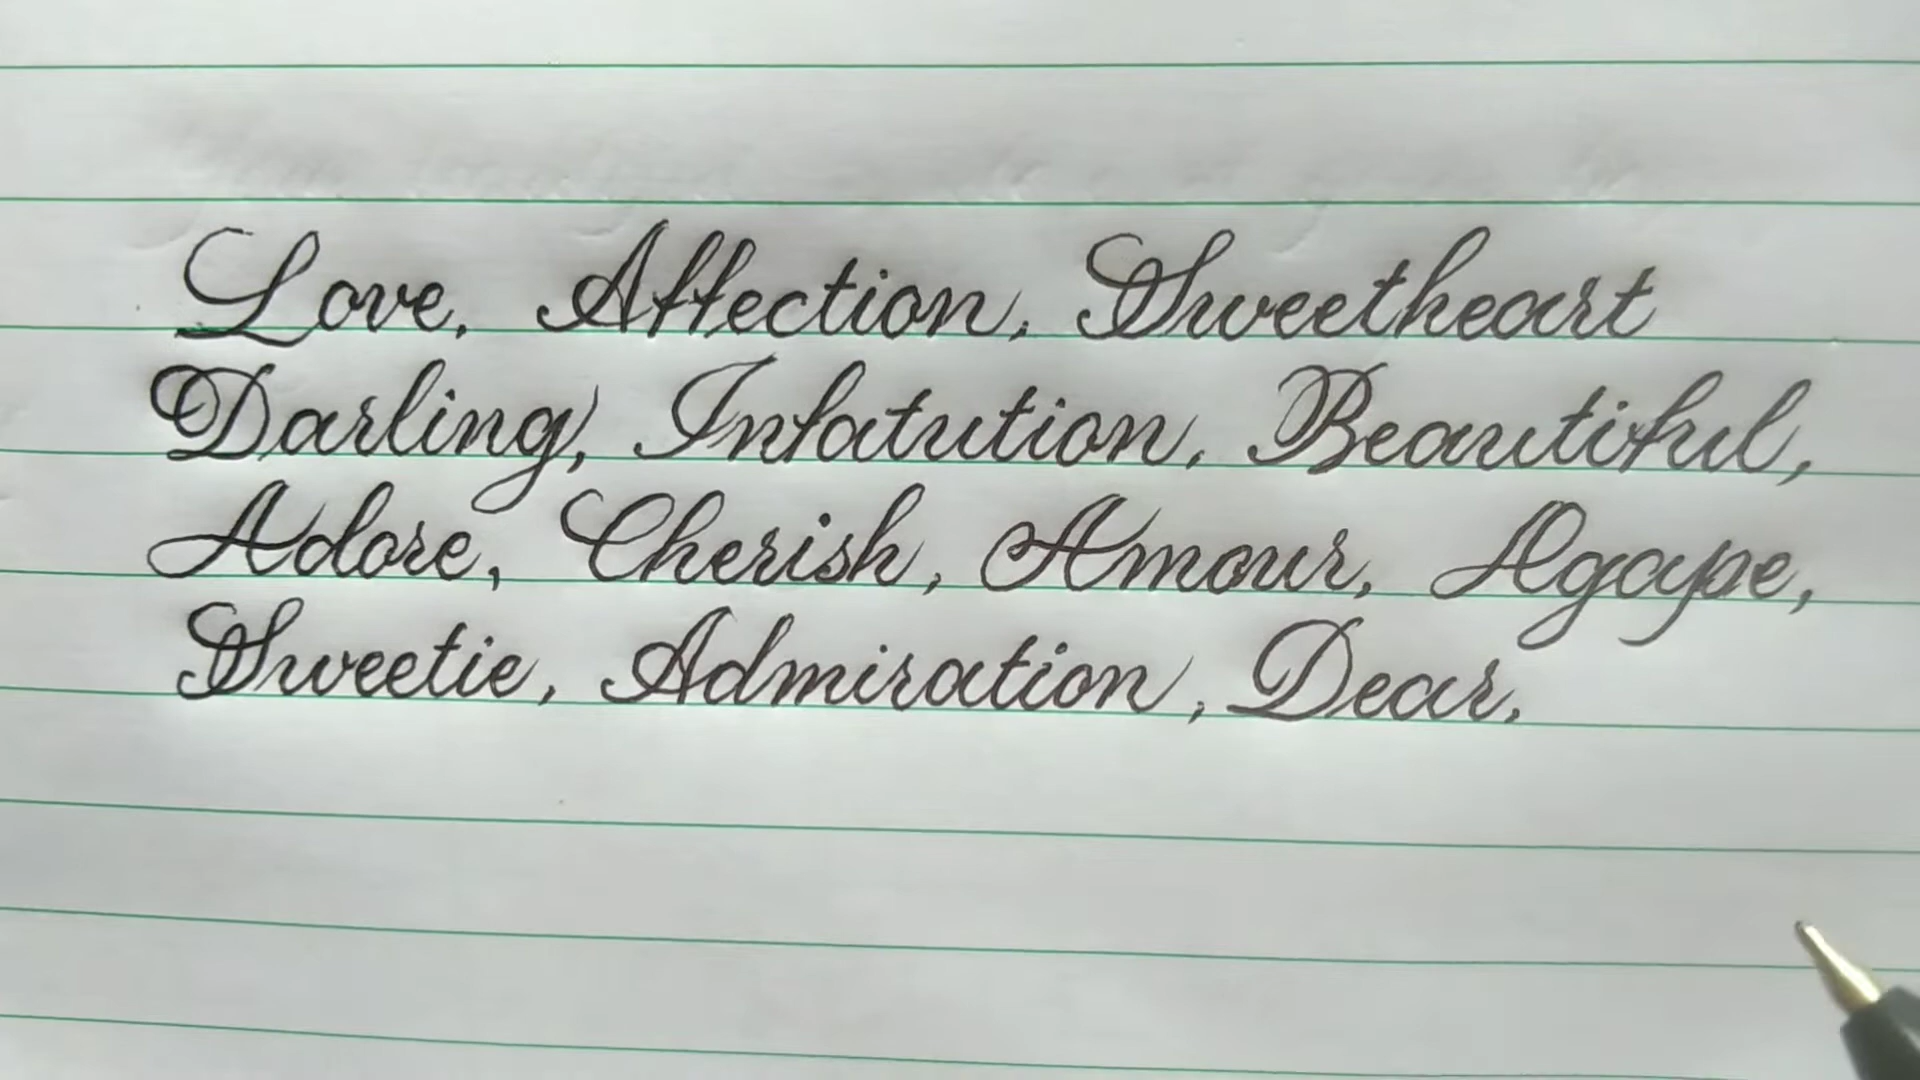 Love, Affection, Sweetheart
Darling, Infatution, Beautiful,
Adore, Cherish, Amour, Agape,
Sweetie, Admiration, Dear.